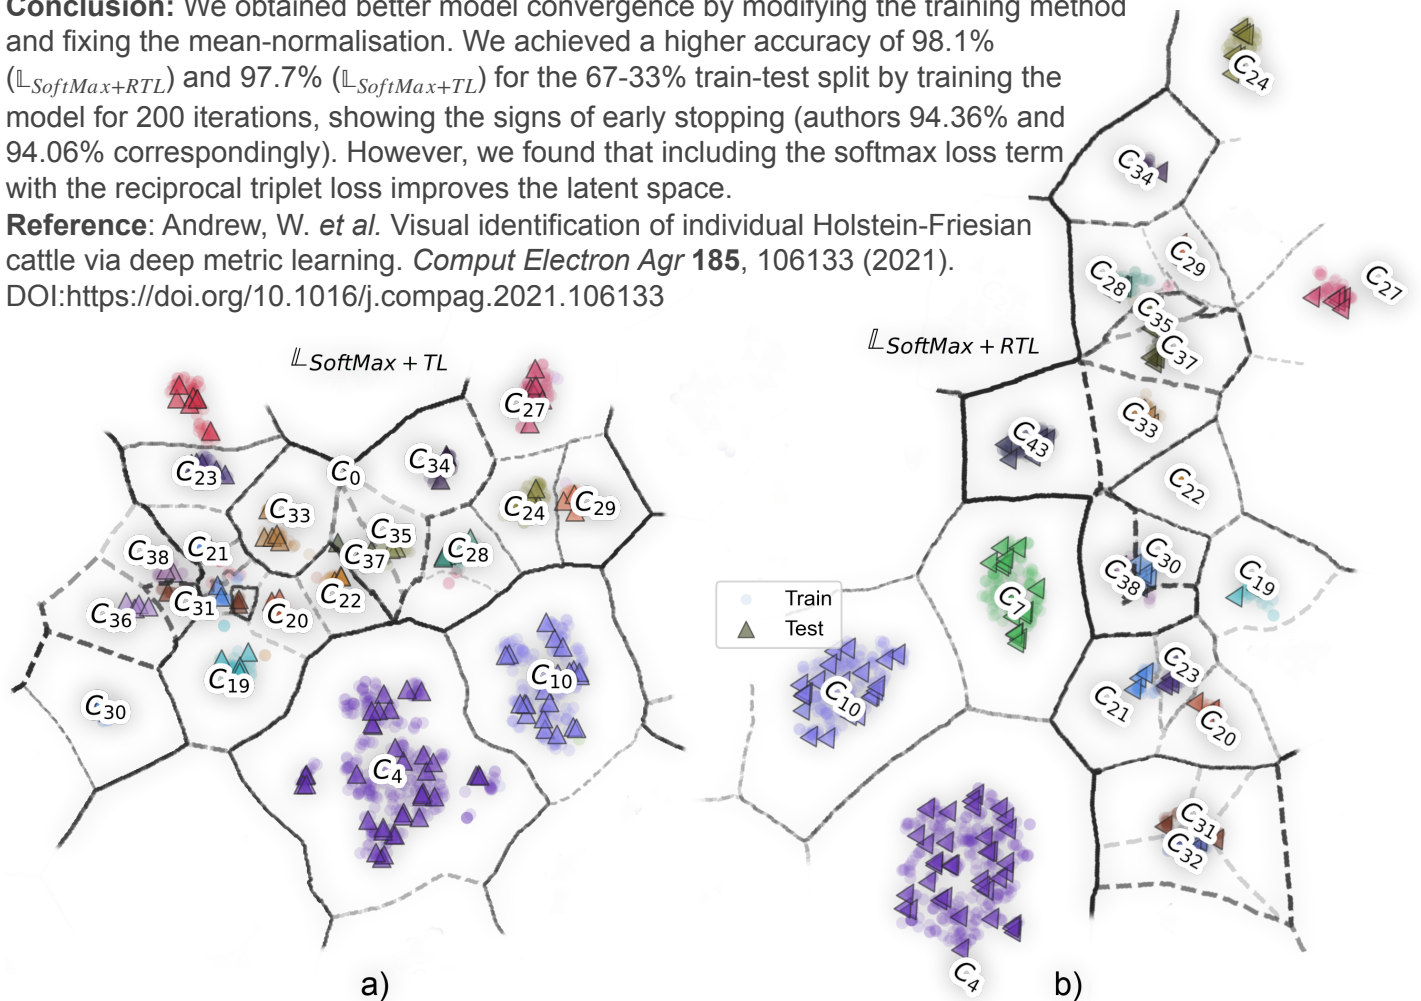 Conclusion: We obtained better model convergence by modifying the training method
and fixing the mean-normalisation. We achieved a higher accuracy of 98.1%
(𝕃SoftMax+RTL) and 97.7% (𝕃SoftMax+TL) for the 67-33% train-test split by training the
model for 200 iterations, showing the signs of early stopping (authors 94.36% and
94.06% correspondingly). However, we found that including the softmax loss term
with the reciprocal triplet loss improves the latent space.
Reference: Andrew, W. et al. Visual identification of individual Holstein-Friesian
cattle via deep metric learning. Comput Electron Agr 185, 106133 (2021).
DOI:https://doi.org/10.1016/j.compag.2021.106133
𝕃SoftMax + TL
C27
C23
C0
C34
C33
C24
C29
C35
C38
C21
C37
C28
C36
C31
C20
C22
C19
C10
C30
C4
a)
𝕃SoftMax + RTL
C24
C34
C29
C28
C27
C35
C37
C33
C43
C22
C30
C38
C19
C7
Train
Test
C10
C23
C21
C20
C31
C32
C4
b)